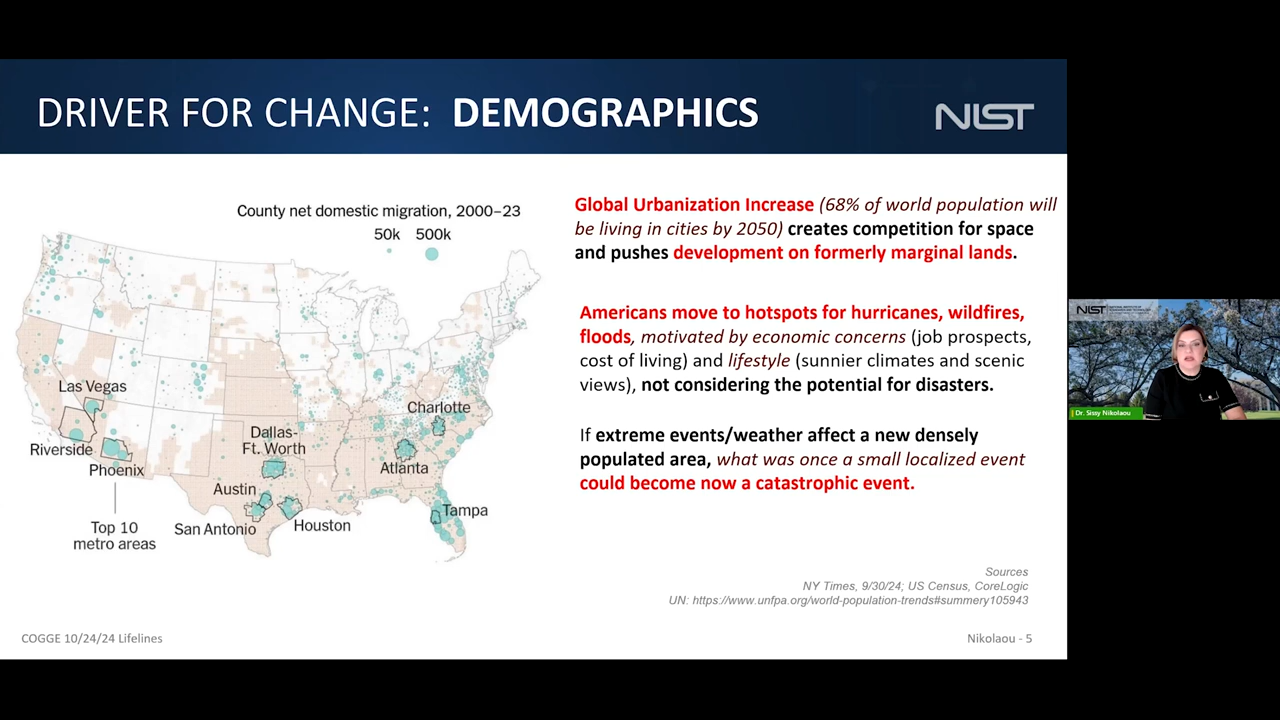 DRIVER FOR CHANGE: DEMOGRAPHICS
NIST
County net domestic migration, 2000–23
50k 500k
Las Vegas
Riverside
Phoenix
Top 10
metro areas
Dallas-
Ft. Worth
Austin
San Antonio
Houston
Charlotte
Atlanta
Tampa
Global Urbanization Increase (68% of world population will
be living in cities by 2050) creates competition for space
and pushes development on formerly marginal lands.
Americans move to hotspots for hurricanes, wildfires,
floods, motivated by economic concerns (job prospects,
cost of living) and lifestyle (sunnier climates and scenic
views), not considering the potential for disasters.
If extreme events/weather affect a new densely
populated area, what was once a small localized event
could become now a catastrophic event.
Sources
NY Times, 9/30/24; US Census, CoreLogic
UN: https://www.unfpa.org/world-population-trends#summery105943
COGGE 10/24/24 Lifelines
Nikolaou - 5
NIST
Dr. Sissy Nikolaou